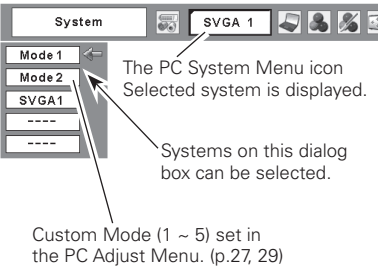 System
SVGA 1
Mode 1
Mode 2
SVGA1
----
----
The PC System Menu icon
Selected system is displayed.
Systems on this dialog
box can be selected.
Custom Mode (1 ~ 5) set in
the PC Adjust Menu. (p.27, 29)